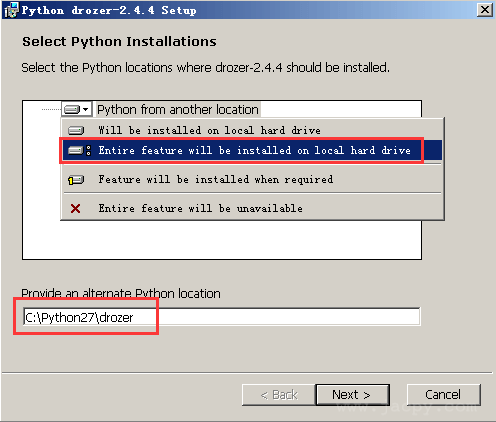 Python drozer-2.4.4 Setup
Select Python Installations
Select the Python locations where drozer-2.4.4 should be installed.
Python from another location
Will be installed on local hard drive
Entire feature will be installed on local hard drive
Feature will be installed when required
Entire feature will be unavailable
Provide an alternate Python location
C:\Python27\drozer
< Back
Next >
Cancel